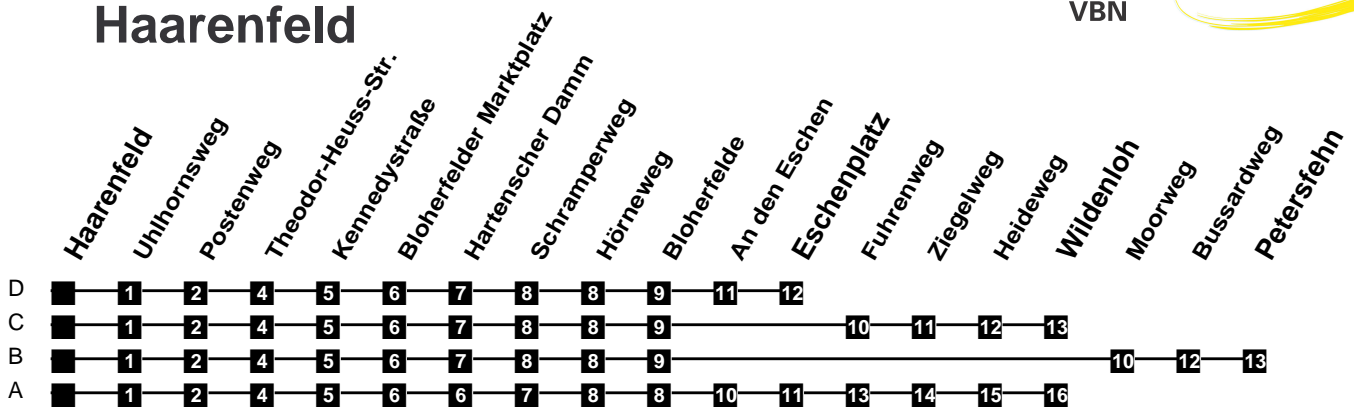 Haarenfeld
VBN
Haarenfeld
Uhlhornsweg
Postenweg
Theodor-Heuss-Str.
Kennedystraße
Bloherfelder Marktplatz
Hartenscher Damm
Schramperweg
Hörneweg
Bloherfelde
An den Eschen
Eschenplatz
Fuhrenweg
Ziegelweg
Heideweg
Wildenloh
Moorweg
Bussardweg
Petersfehn
D 1 2 4 5 6 7 8 8 9 11 12
C 1 2 4 5 6 7 8 8 9 10 11 12 13
B 1 2 4 5 6 7 8 8 9 10 12 13
A 1 2 4 5 6 6 7 8 8 10 11 13 14 15 16